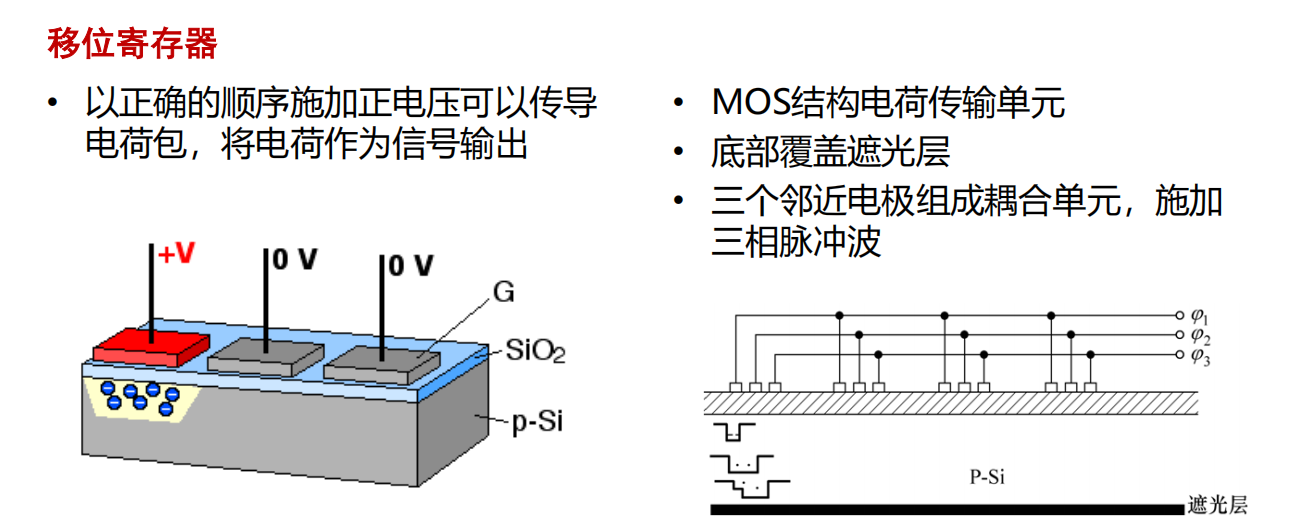 移位寄存器
• 以正确的顺序施加正电压可以传导
电荷包，将电荷作为信号输出
• MOS结构电荷传输单元
• 底部覆盖遮光层
• 三个邻近电极组成耦合单元，施加
三相脉冲波
+V
0 V
0 V
G
SiO₂
p-Si
φ₁
φ₂
φ₃
P-Si
遮光层